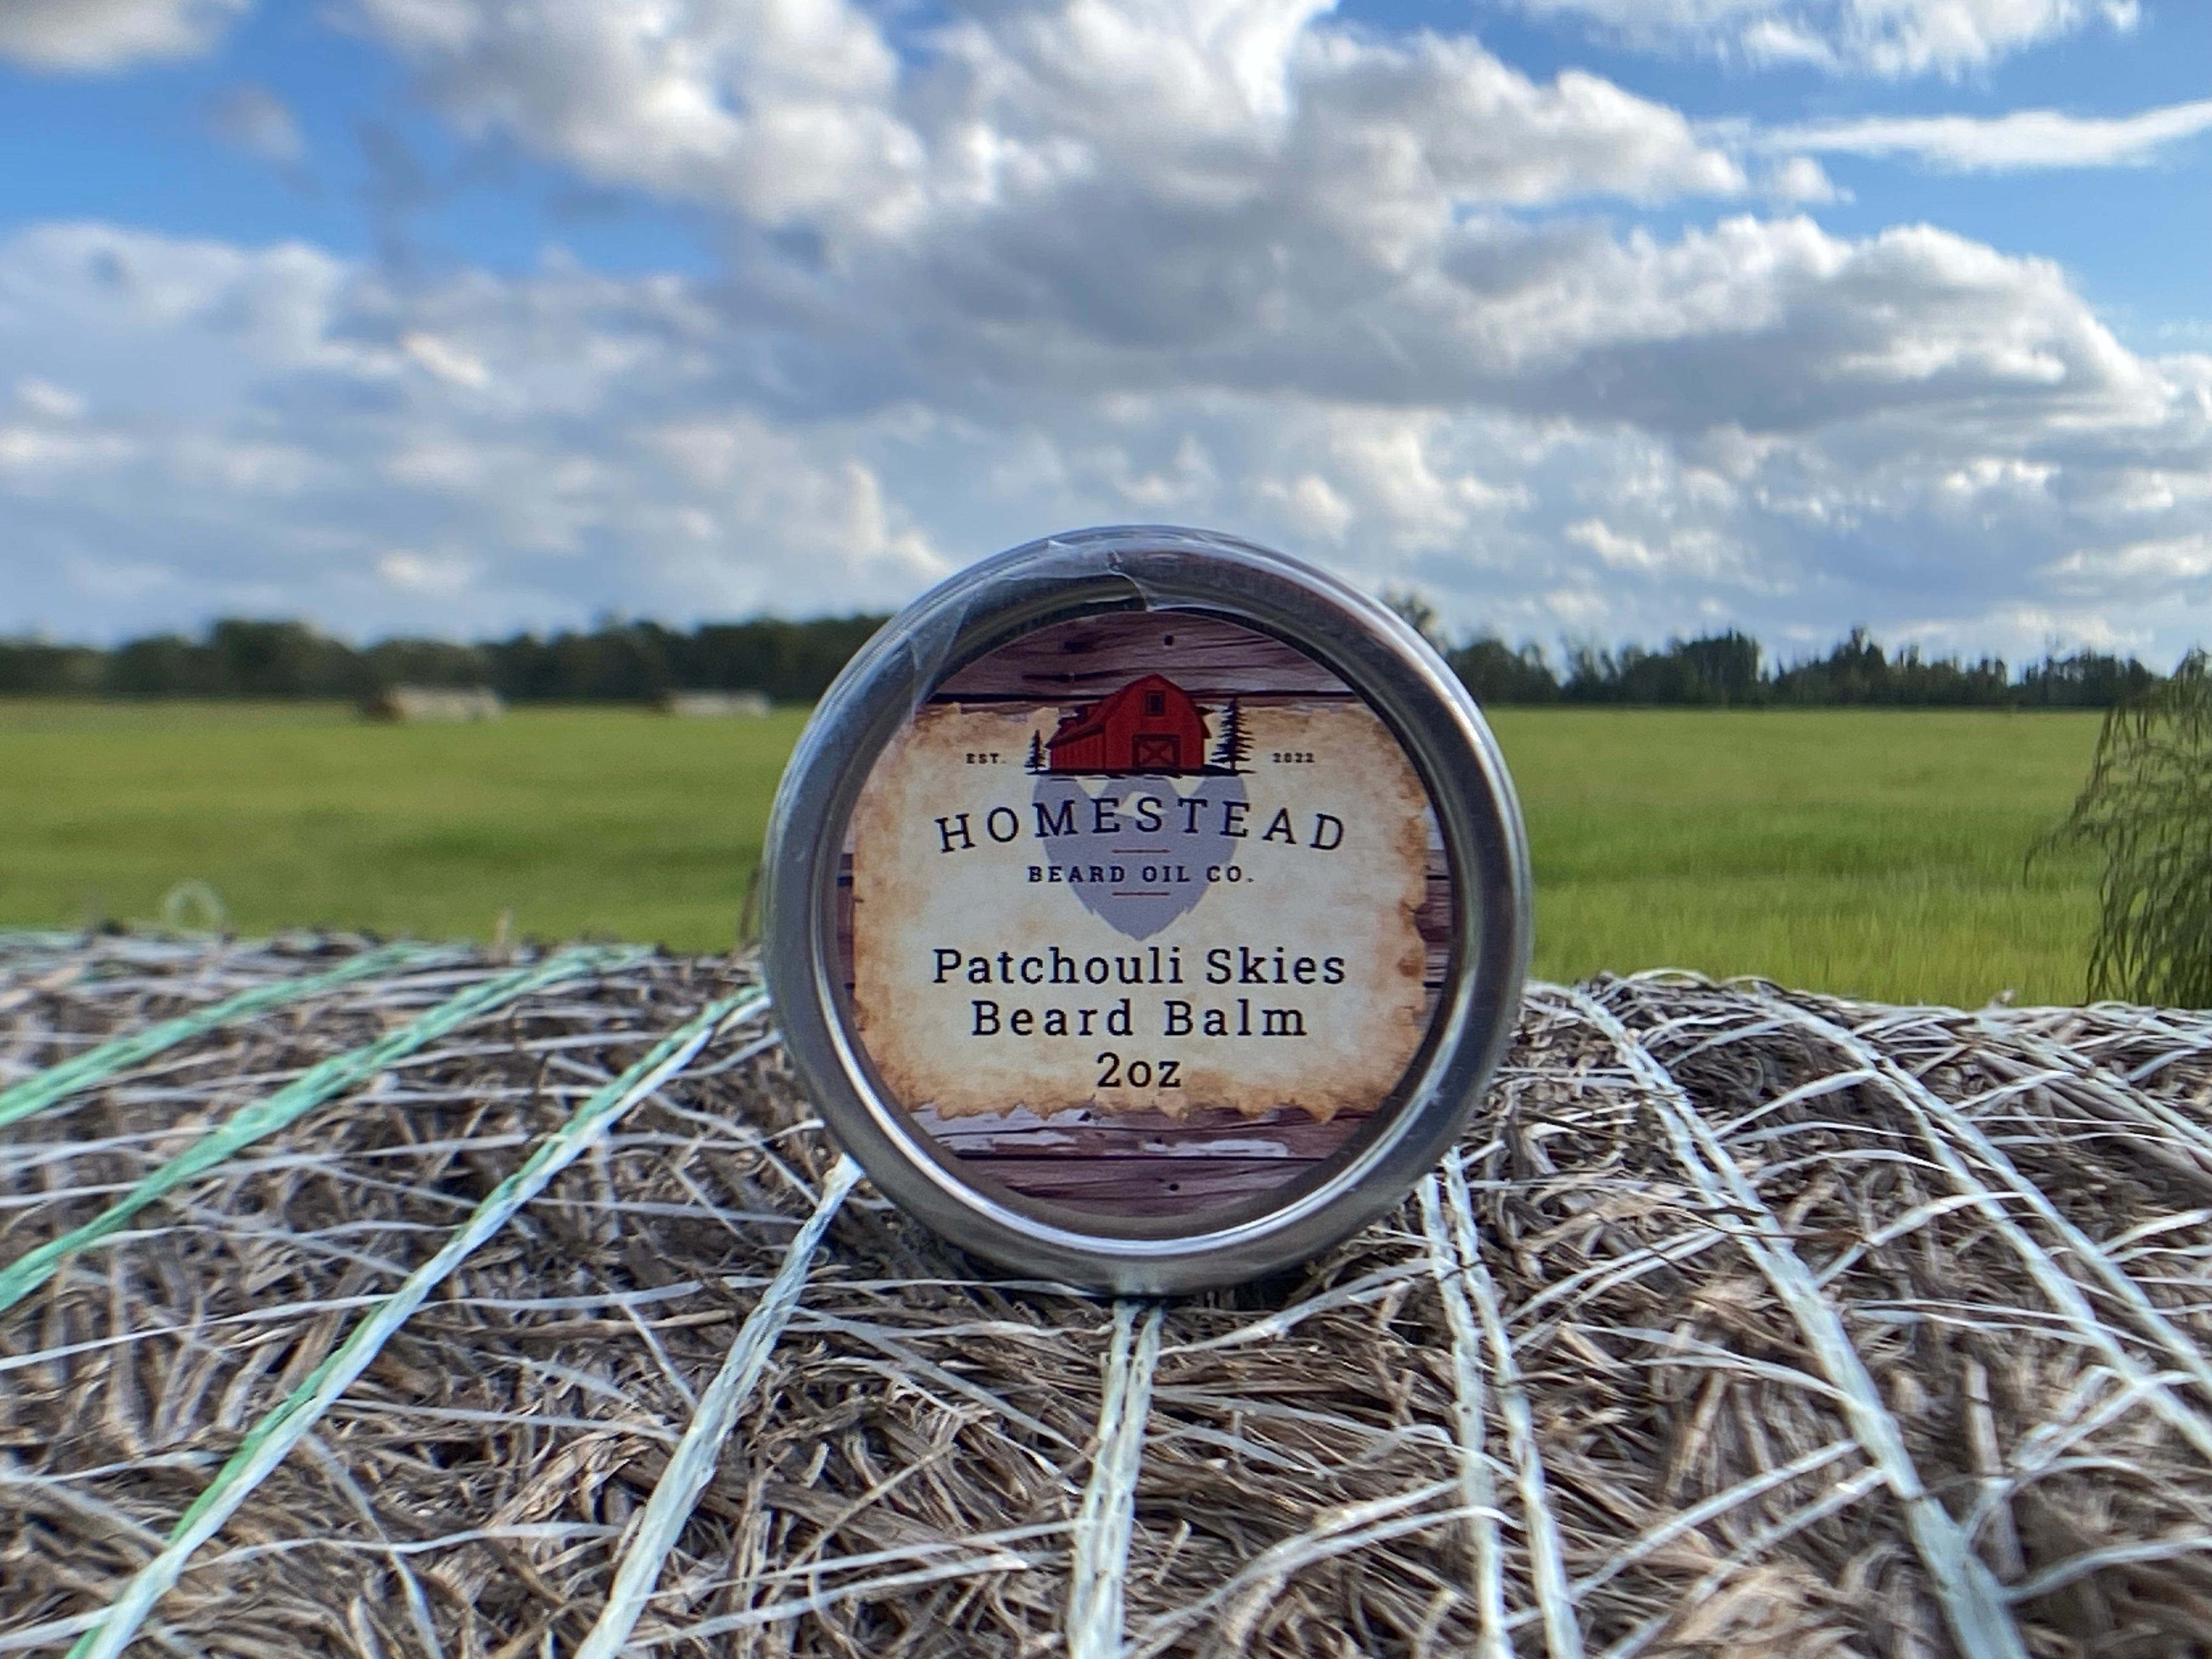 EST. 2022
HOMESTEAD
BEARD OIL CO.
Patchouli Skies
Beard Balm
2oz